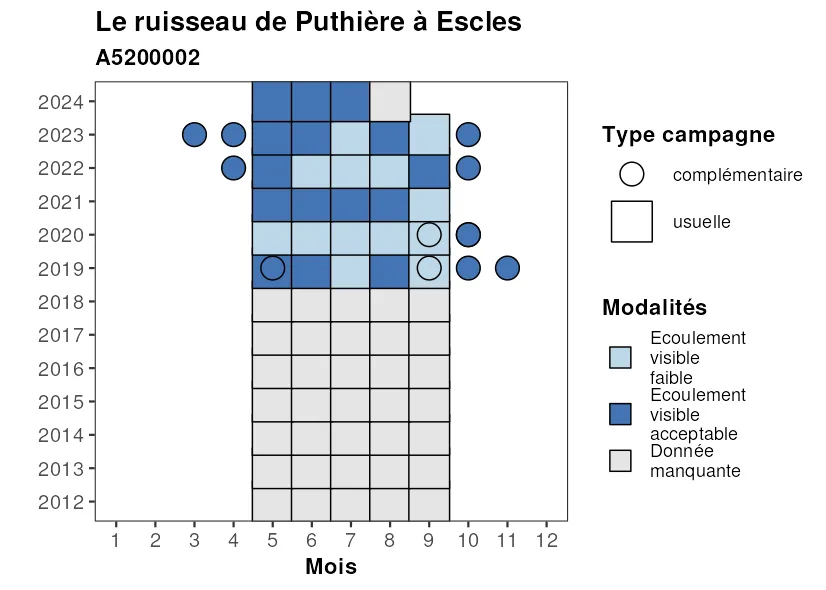 Le ruisseau de Puthière à Escles
A5200002
2024
2023
2022
2021
2020
2019
2018
2017
2016
2015
2014
2013
2012
1 2 3 4 5 6 7 8 9 10 11 12
Mois
Type campagne
complémentaire
usuelle
Modalités
Ecoulement
visible
faible
Ecoulement
visible
acceptable
Donnée
manquante